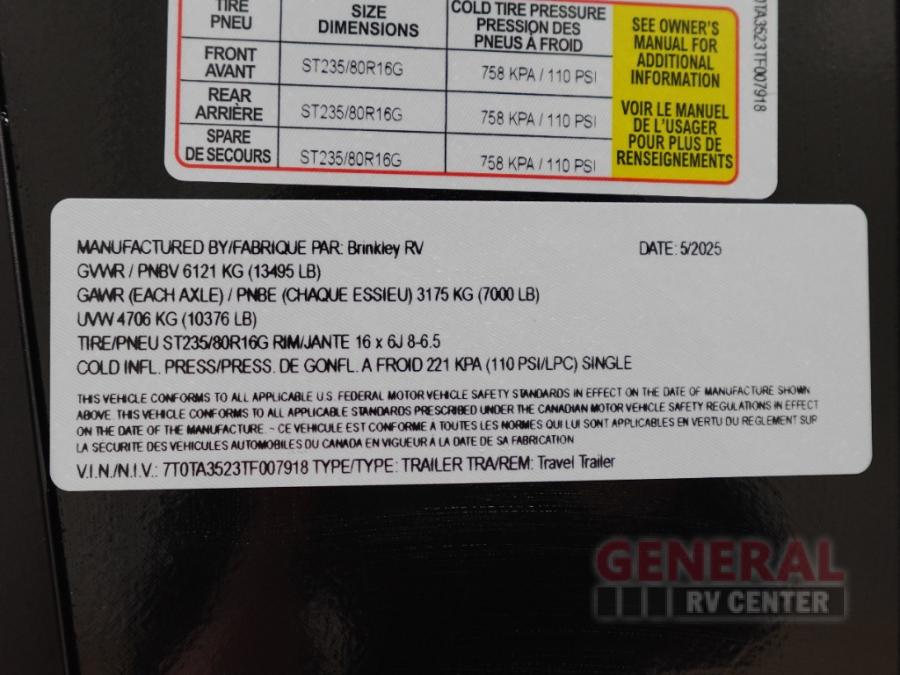 TIRE
PNEU
SIZE
DIMENSIONS
COLD TIRE PRESSURE
PRESSION DES
PNEUS À FROID
FRONT
AVANT
ST235/80R16G
758 KPA / 110 PSI
REAR
ARRIÈRE
ST235/80R16G
758 KPA / 110 PSI
SPARE
DE SECOURS
ST235/80R16G
758 KPA / 110 PSI
SEE OWNER'S
MANUAL FOR
ADDITIONAL
INFORMATION
VOIR LE MANUEL
DE L'USAGER
POUR PLUS DE
RENSEIGNEMENTS
0TA3523TF007918
MANUFACTURED BY/FABRIQUE PAR: Brinkley RV DATE: 5/2025
GVWR / PNBV 6121 KG (13495 LB)
GAWR (EACH AXLE) / PNBE (CHAQUE ESSIEU) 3175 KG (7000 LB)
UVW 4706 KG (10376 LB)
TIRE/PNEU ST235/80R16G RIM/JANTE 16 x 6J 8-6.5
COLD INFL. PRESS/PRESS. DE GONFL. A FROID 221 KPA (110 PSI/LPC) SINGLE
THIS VEHICLE CONFORMS TO ALL APPLICABLE U.S. FEDERAL MOTOR VEHICLE SAFETY STANDARDS IN EFFECT ON THE DATE OF MANUFACTURE SHOWN
ABOVE. THIS VEHICLE CONFORMS TO ALL APPLICABLE STANDARDS PRESCRIBED UNDER THE CANADIAN MOTOR VEHICLE SAFETY REGULATIONS IN EFFECT
ON THE DATE OF THE MANUFACTURE. - CE VEHICULE EST CONFORME A TOUTES LES NORMES QUI LUI SONT APPLICABLES EN VERTU DU REGLEMENT SUR
LA SECURITE DES VEHICULES AUTOMOBILES DU CANADA EN VIGUEUR A LA DATE DE SA FABRICATION
V.I.N./N.I.V.: 7T0TA3523TF007918 TYPE/TYPE: TRAILER TRA/REM: Travel Trailer
GENERAL
RV CENTER